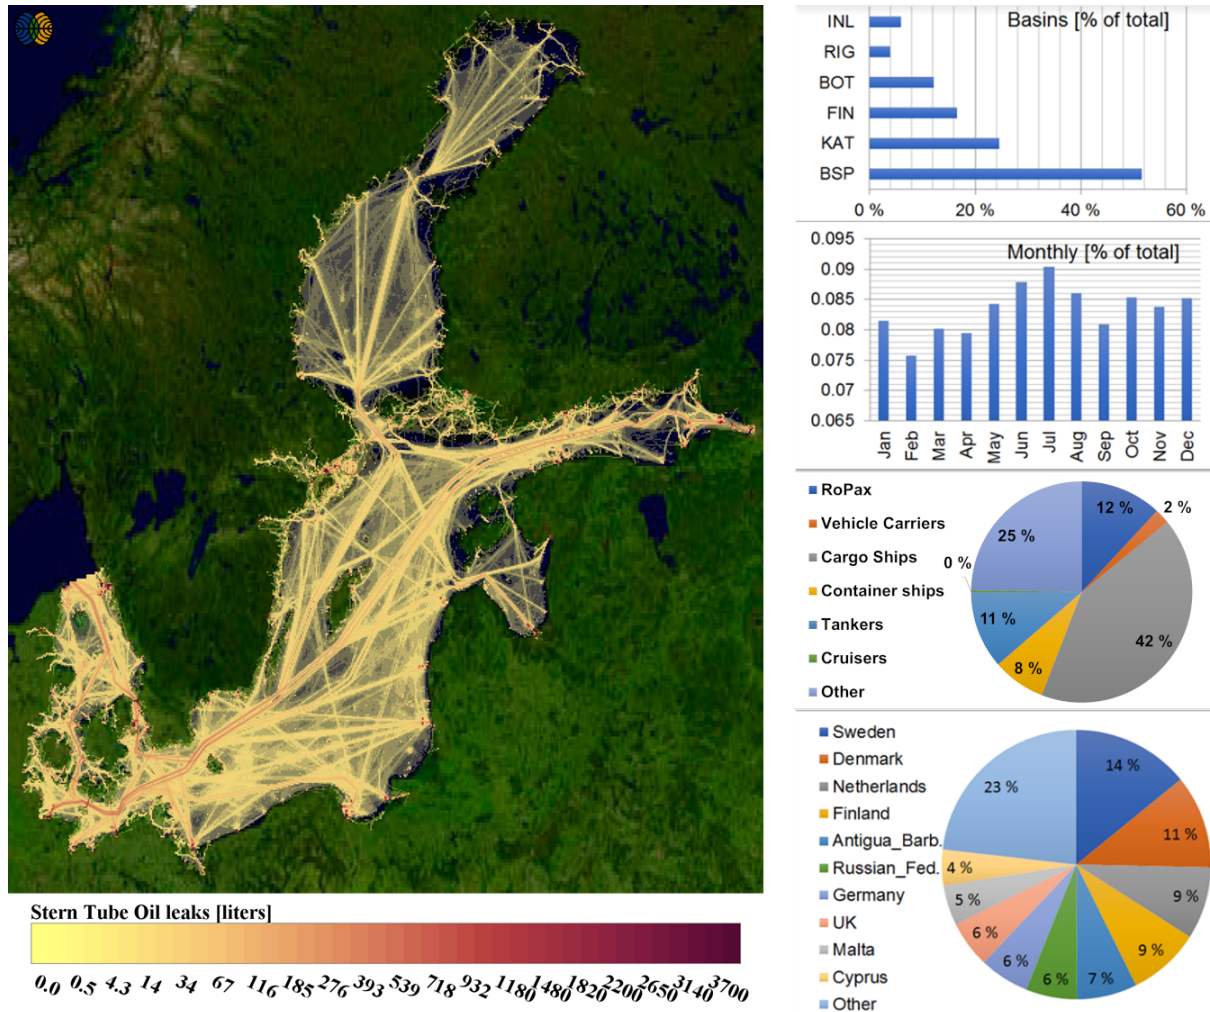 Stern Tube Oil leaks [liters]
0.0 0.5 4.3 14 34 67 116 185 276 393 539 718 932 1180 1480 1820 2200 2650 3140 3700
Basins [% of total]
INL
RIG
BOT
FIN
KAT
BSP
0 % 20 % 40 % 60 %
Monthly [% of total]
0.095
0.09
0.085
0.08
0.075
0.07
0.065
Jan Feb Mar Apr May Jun Jul Aug Sep Oct Nov Dec
RoPax
Vehicle Carriers
Cargo Ships
Container ships
Tankers
Cruisers
Other
12 %
2 %
42 %
8 %
11 %
0 %
25 %
Sweden
Denmark
Netherlands
Finland
Antigua_Barb.
Russian_Fed.
Germany
UK
Malta
Cyprus
Other
14 %
11 %
9 %
9 %
7 %
6 %
6 %
6 %
5 %
4 %
23 %